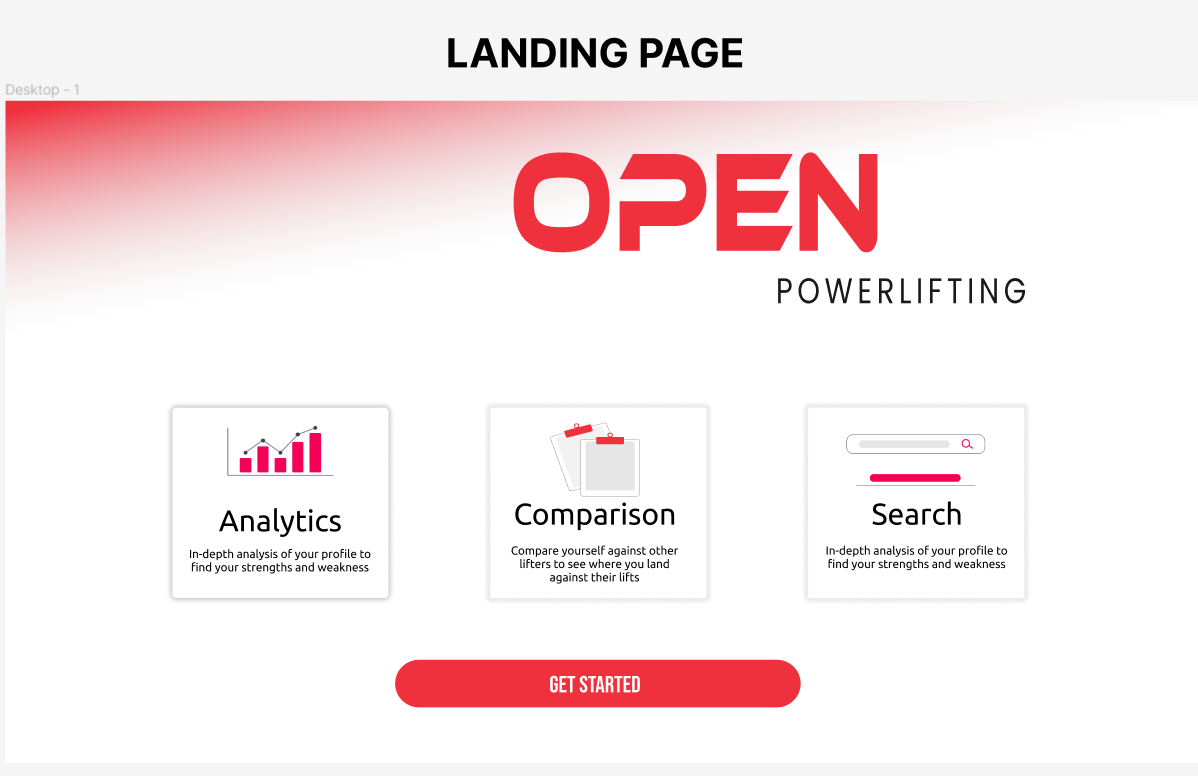 LANDING PAGE
Desktop - 1
OPEN
POWERLIFTING
Analytics
In-depth analysis of your profile to
find your strengths and weakness
Comparison
Compare yourself against other
lifters to see where you land
against their lifts
Search
In-depth analysis of your profile to
find your strengths and weakness
GET STARTED